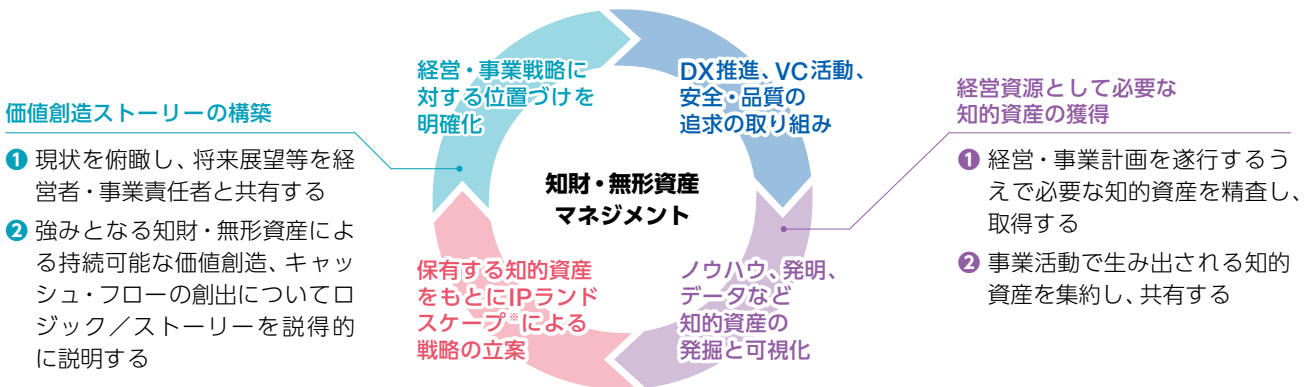 価値創造ストーリーの構築
❶ 現状を俯瞰し、将来展望等を経
営者・事業責任者と共有する
❷ 強みとなる知財・無形資産によ
る持続可能な価値創造、キャッ
シュ・フローの創出についてロ
ジック／ストーリーを説得的
に説明する
経営・事業戦略に
対する位置づけを
明確化
DX推進、VC活動、
安全・品質の
追求の取り組み
知財・無形資産
マネジメント
保有する知的資産
をもとにIPランド
スケープ※による
戦略の立案
ノウハウ、発明、
データなど
知的資産の
発掘と可視化
経営資源として必要な
知的資産の獲得
❶ 経営・事業計画を遂行するう
えで必要な知的資産を精査し、
取得する
❷ 事業活動で生み出される知的
資産を集約し、共有する